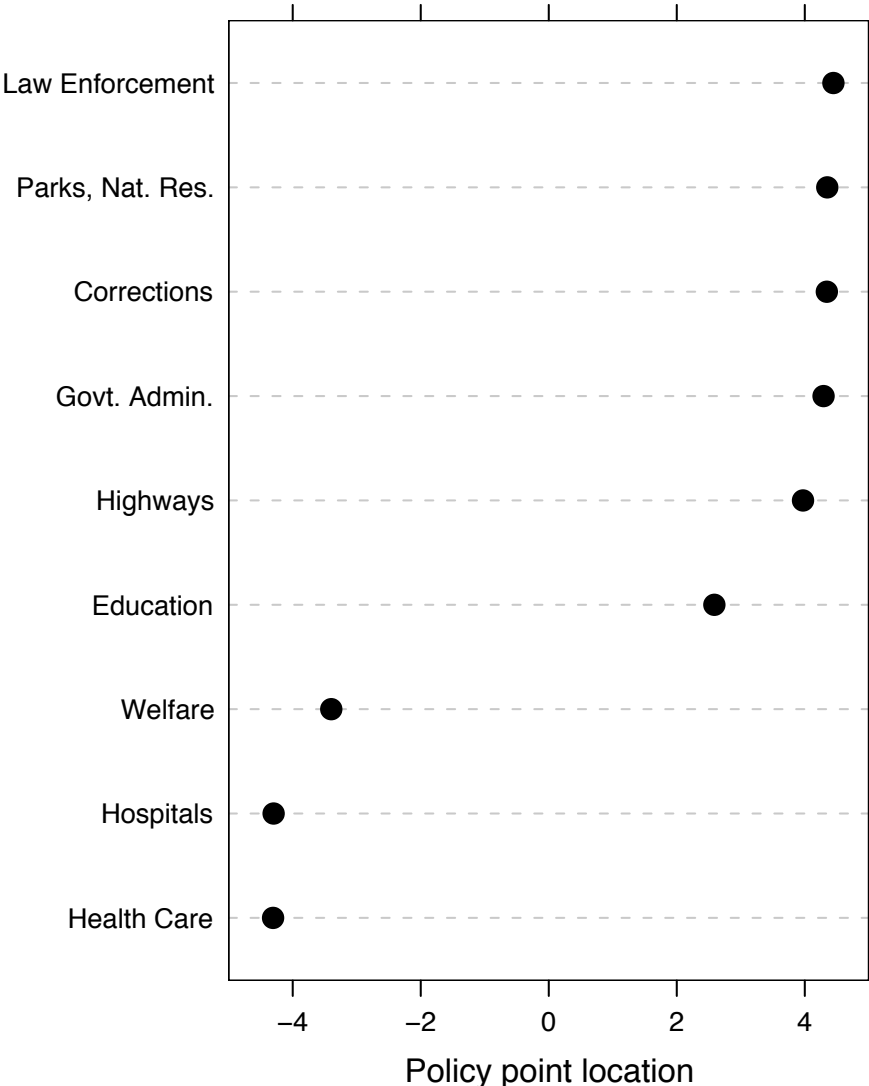 Law Enforcement
Parks, Nat. Res.
Corrections
Govt. Admin.
Highways
Education
Welfare
Hospitals
Health Care
−4 −2 0 2 4
Policy point location